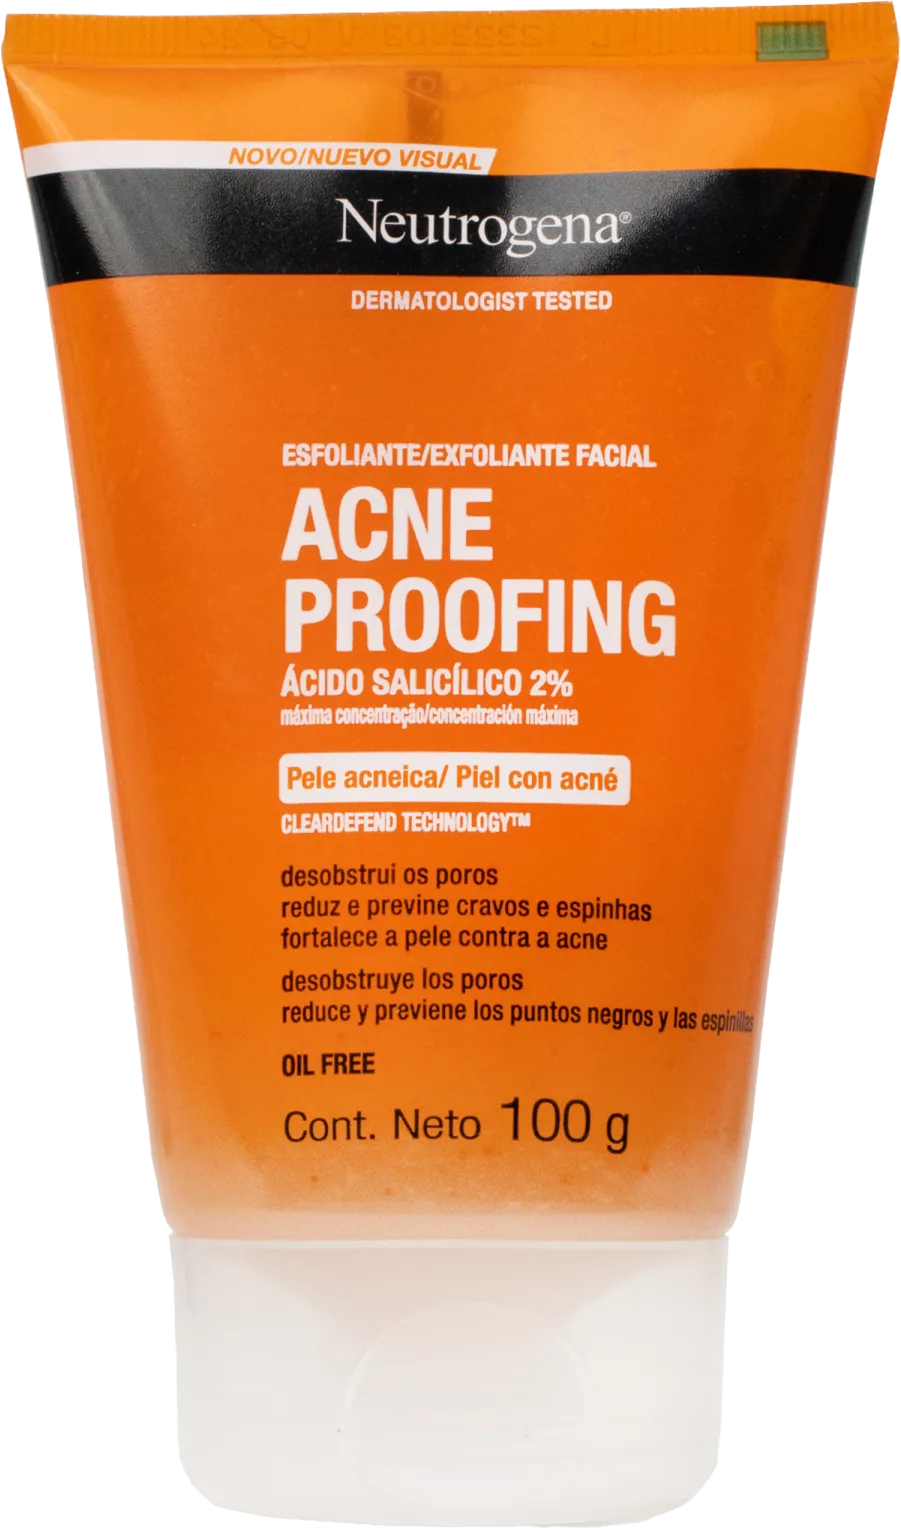 NOVO/NUEVO VISUAL
Neutrogena®
DERMATOLOGIST TESTED
ESFOLIANTE/EXFOLIANTE FACIAL
ACNE
PROOFING
ÁCIDO SALICÍLICO 2%
máxima concentração/concentración máxima
Pele acneica/ Piel con acné
CLEARDEFEND TECHNOLOGY™
desobstrui os poros
reduz e previne cravos e espinhas
fortalece a pele contra a acne
desobstruye los poros
reduce y previene los puntos negros y las espinillas
OIL FREE
Cont. Neto 100 g